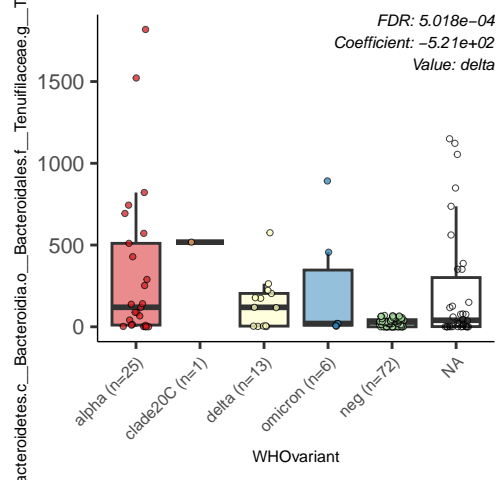 FDR: 5.018e−04
Coefficient: −5.21e+02
Value: delta
acteroidetes.c__Bacteroidia.o__Bacteroidales.f__Tenuifilaceae.g__T
1500
1000
500
0
alpha (n=25)
clade20C (n=1)
delta (n=13)
omicron (n=6)
neg (n=72)
NA
WHOvariant